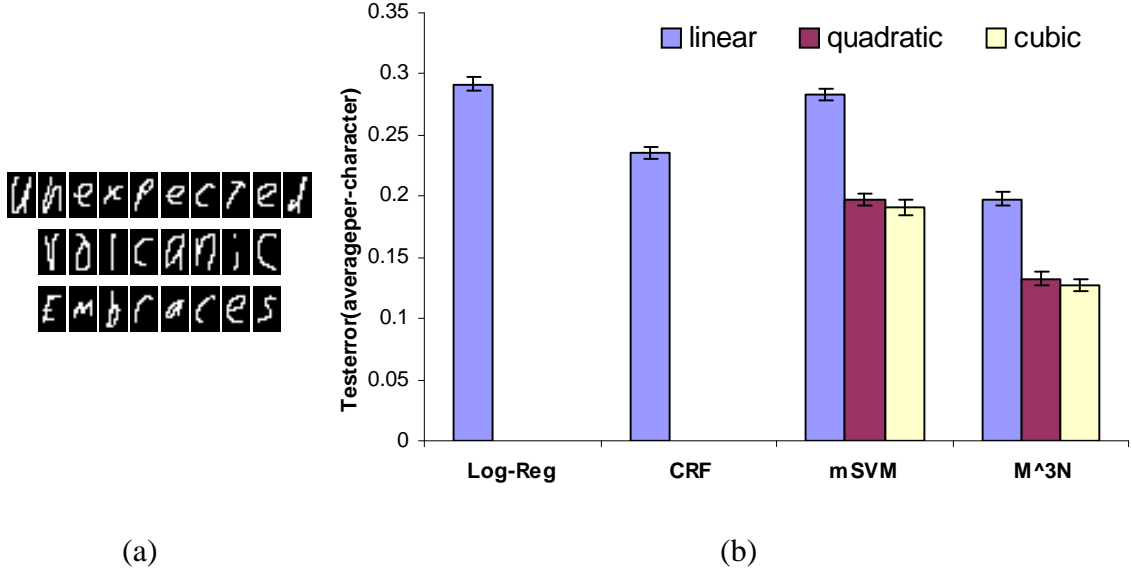 Unexpected
Volcanic
Embraces
(a)
0.35
0.3
0.25
0.2
0.15
0.1
0.05
0
Testerror(averageper-character)
linear quadratic cubic
Log-Reg CRF mSVM M^3N
(b)